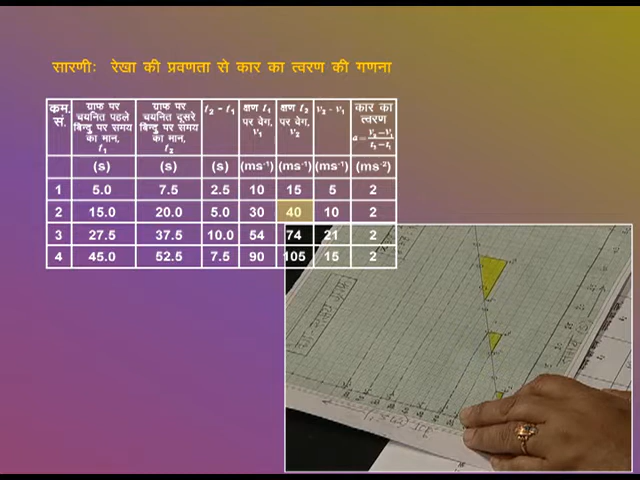 सारणीः रेखा की प्रवणता से कार का त्वरण की गणना
क्रम. सं. ग्राफ पर चयनित पहले बिन्दु पर समय का मान, t₁ ग्राफ पर चयनित दूसरे बिन्दु पर समय का मान, t₂ t₂ - t₁ क्षण t₁ पर वेग, v₁ क्षण t₂ पर वेग, v₂ v₂ - v₁ कार का त्वरण a = v₂–v₁ / t₂–t₁
(s) (s) (s) (ms⁻¹) (ms⁻¹) (ms⁻¹) (ms⁻²)
1 5.0 7.5 2.5 10 15 5 2
2 15.0 20.0 5.0 30 40 10 2
3 27.5 37.5 10.0 54 74 21 2
4 45.0 52.5 7.5 90 105 15 2